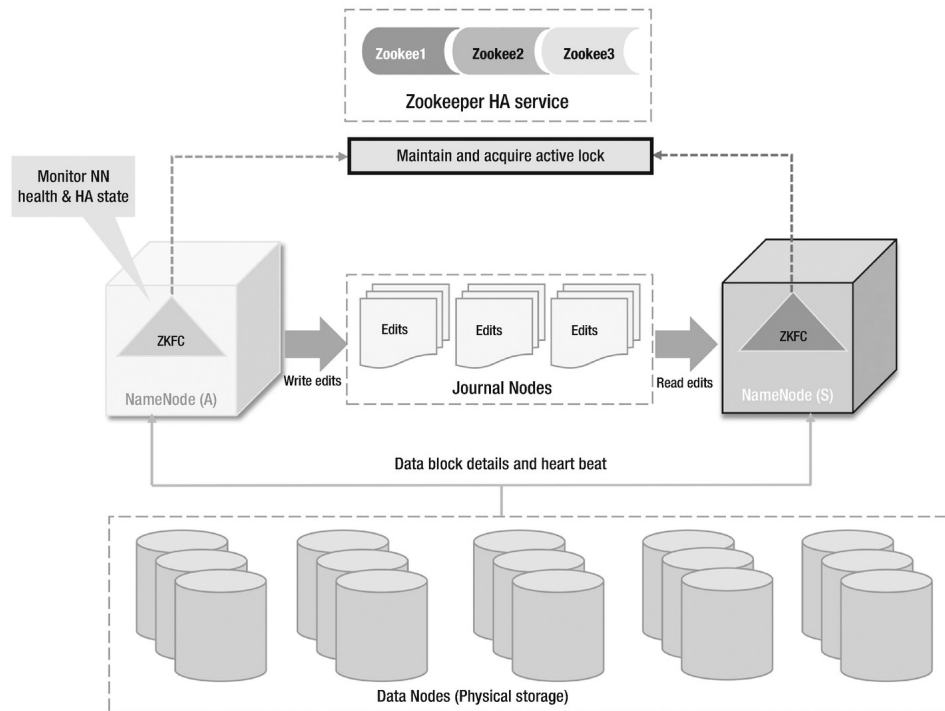 Zookee1 Zookee2 Zookee3
Zookeeper HA service
Maintain and acquire active lock
Monitor NN
health & HA state
ZKFC
NameNode (A)
Write edits
Edits Edits Edits
Journal Nodes
Read edits
ZKFC
NameNode (S)
Data block details and heart beat
Data Nodes (Physical storage)